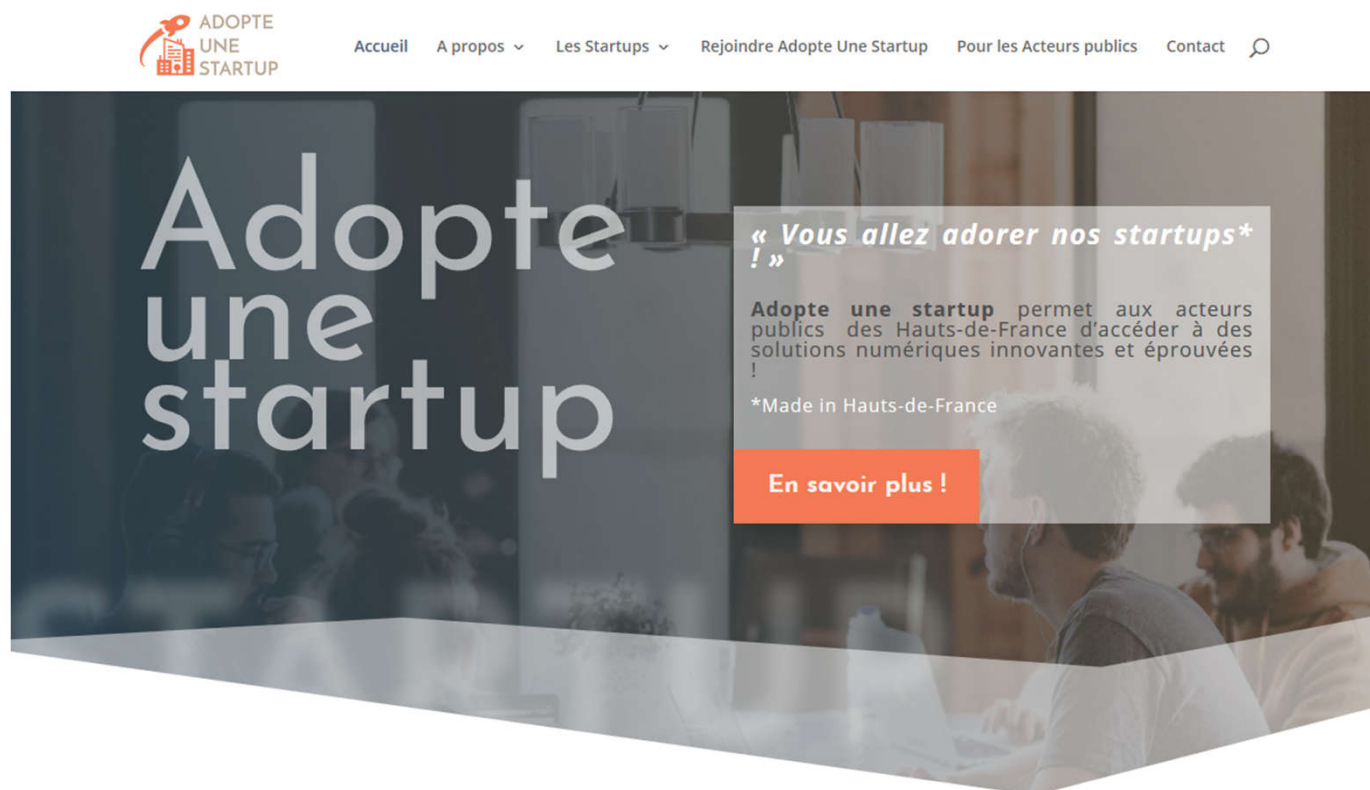 ADOPTE
UNE
STARTUP
Accueil
A propos
Les Startups
Rejoindre Adopte Une Startup
Pour les Acteurs publics
Contact
Adopte
une
startup
« Vous allez adorer nos startups*
! »
Adopte une startup permet aux acteurs
publics des Hauts-de-France d'accéder à des
solutions numériques innovantes et éprouvées
!
*Made in Hauts-de-France
En savoir plus !
STARTUP